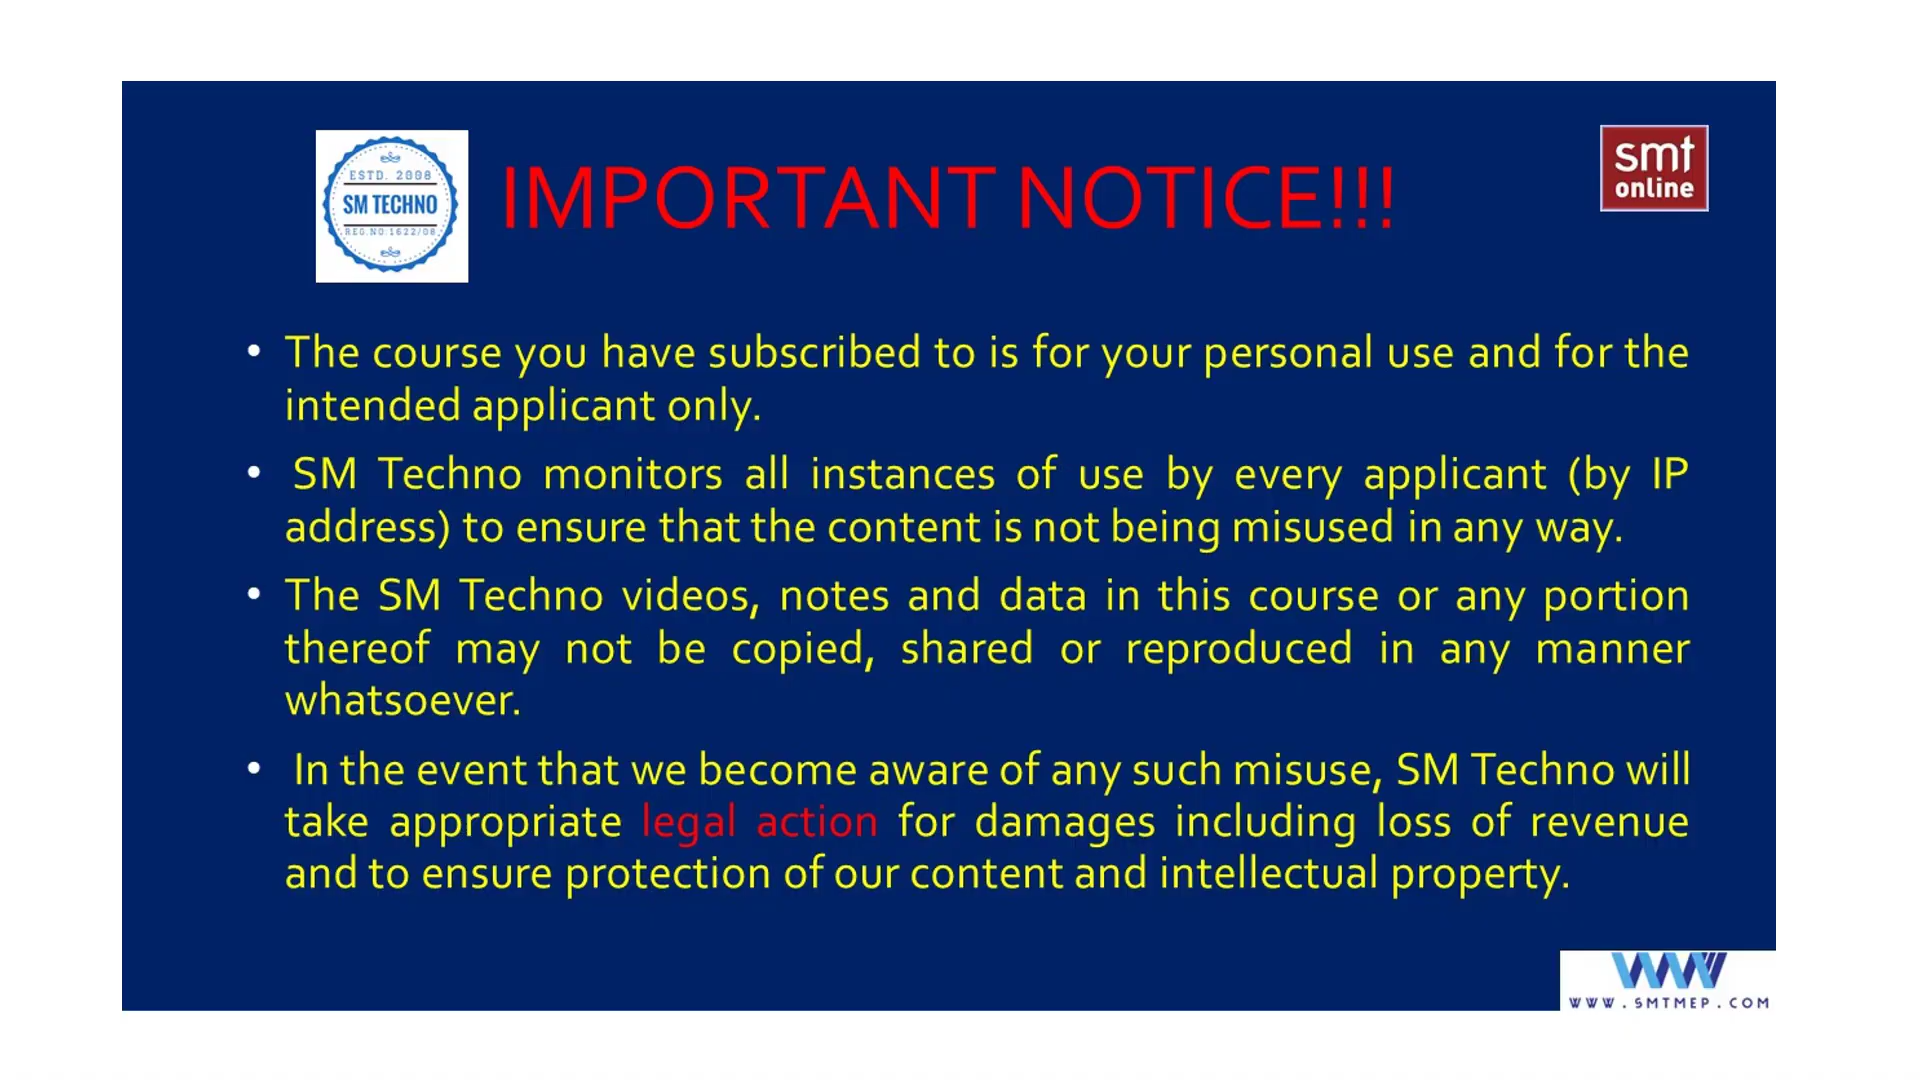 ESTD. 2008
SM TECHNO
REG.NO:1622/08
IMPORTANT NOTICE!!!
smt
online
• The course you have subscribed to is for your personal use and for the
intended applicant only.
• SM Techno monitors all instances of use by every applicant (by IP
address) to ensure that the content is not being misused in any way.
• The SM Techno videos, notes and data in this course or any portion
thereof may not be copied, shared or reproduced in any manner
whatsoever.
• In the event that we become aware of any such misuse, SM Techno will
take appropriate legal action for damages including loss of revenue
and to ensure protection of our content and intellectual property.
WWW.SMTMEP.COM